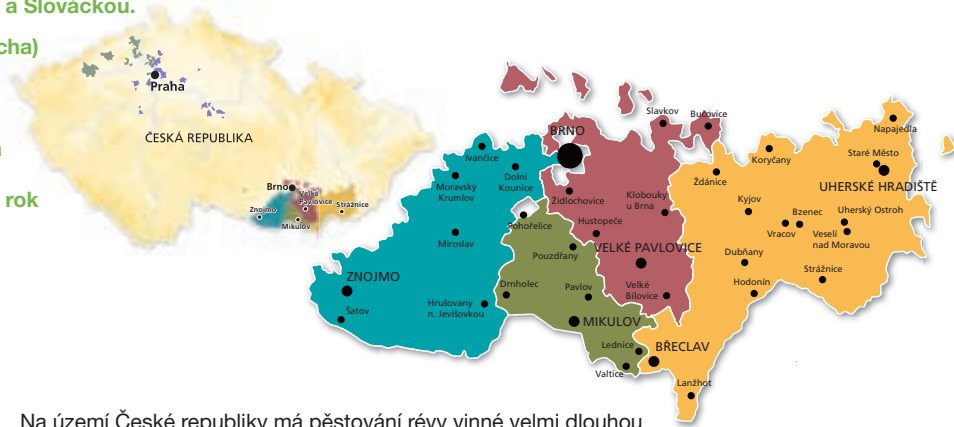 a Slováckou.
cha)
rok
Praha
ČESKÁ REPUBLIKA
Brno
Velké
Pavlovice
Strážnice
Znojmo
Mikulov
BRNO
Slavkov
Bučovice
Napajedla
Ivančice
Dolní
Kounice
Moravský
Krumlov
Židlochovice
Klobouky
u Brna
Ždánice
Koryčany
Staré Město
UHERSKÉ HRADIŠTĚ
Pohořelice
Hustopeče
Kyjov
Bzenec
Uherský Ostroh
Vracov
Veselí
nad Moravou
Miroslav
Pouzdřany
VELKÉ PAVLOVICE
Dubňany
Strážnice
ZNOJMO
Drnholec
Pavlov
Velké
Bílovice
Hodonín
Hrušovany
n. Jevišovkou
Šatov
MIKULOV
Lednice
BŘECLAV
Valtice
Lanžhot
Na území České republiky má pěstování révy vinné velmi dlouhou